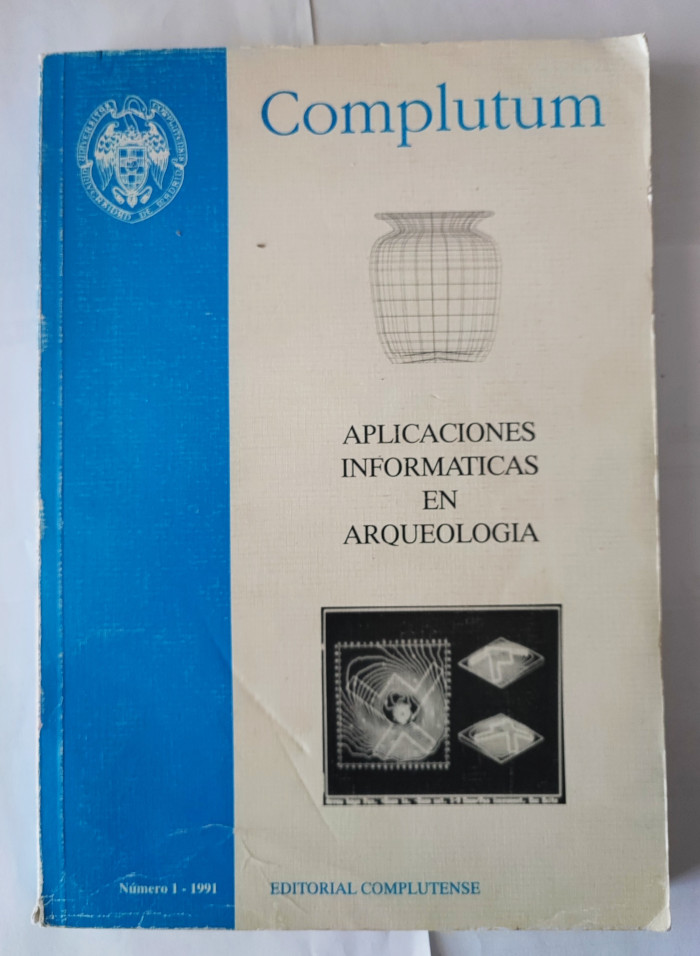 Complutum
APLICACIONES
INFORMATICAS
EN
ARQUEOLOGIA
Número 1 - 1991
EDITORIAL COMPLUTENSE